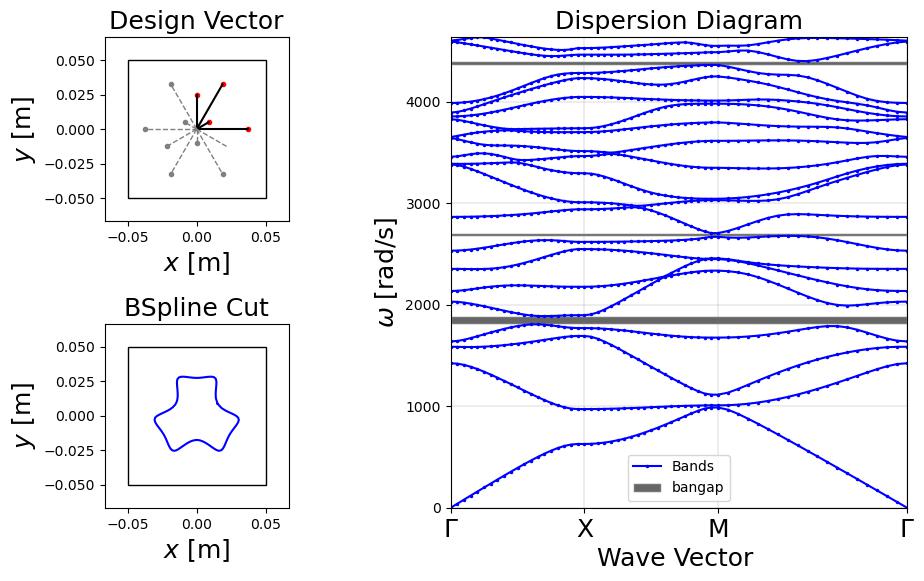 Design Vector
0.050
0.025
0.000
−0.025
−0.050
y [m]
−0.05
0.00
0.05
x [m]
BSpline Cut
0.050
0.025
0.000
−0.025
−0.050
y [m]
−0.05
0.00
0.05
x [m]
Dispersion Diagram
4000
3000
2000
1000
0
ω [rad/s]
Bands
bangap
Γ
X
M
Γ
Wave Vector